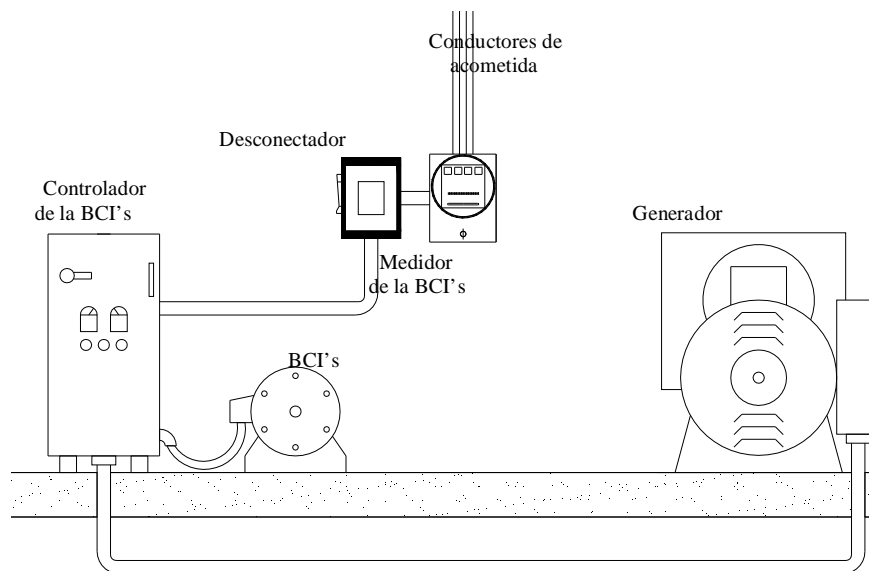 Conductores de
acometida
Desconectador
Controlador
de la BCI's
Generador
Medidor
de la BCI's
BCI's